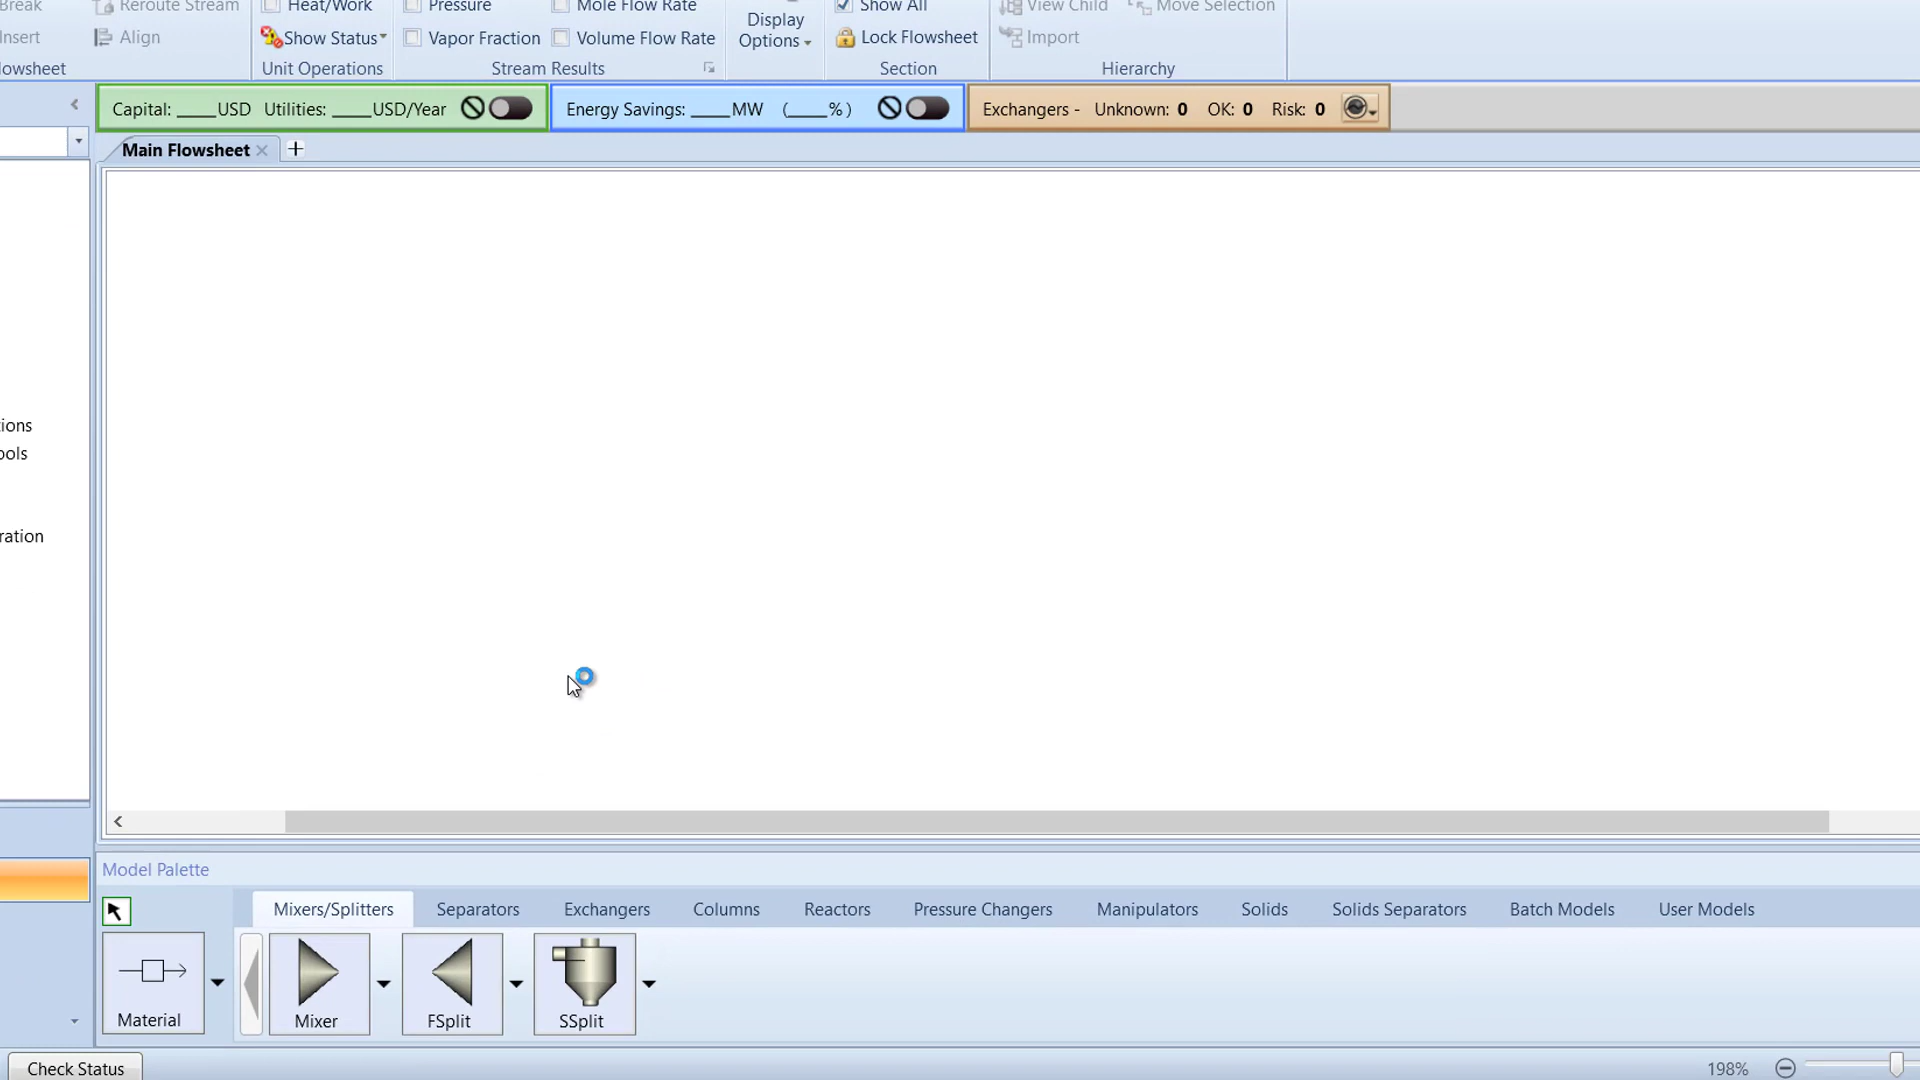 Break Reroute Stream Heat/Work Pressure Mole Flow Rate Show All View Child Move Selection
Insert Align Show Status Vapor Fraction Volume Flow Rate Display Options Lock Flowsheet Import
lowsheet Unit Operations Stream Results Section Hierarchy
Capital: ____USD Utilities: ____USD/Year Energy Savings: ____MW (____%) Exchangers - Unknown: 0 OK: 0 Risk: 0
Main Flowsheet
ions
ools
ration
Model Palette
Mixers/Splitters Separators Exchangers Columns Reactors Pressure Changers Manipulators Solids Solids Separators Batch Models User Models
Material Mixer FSplit SSplit
Check Status 198%